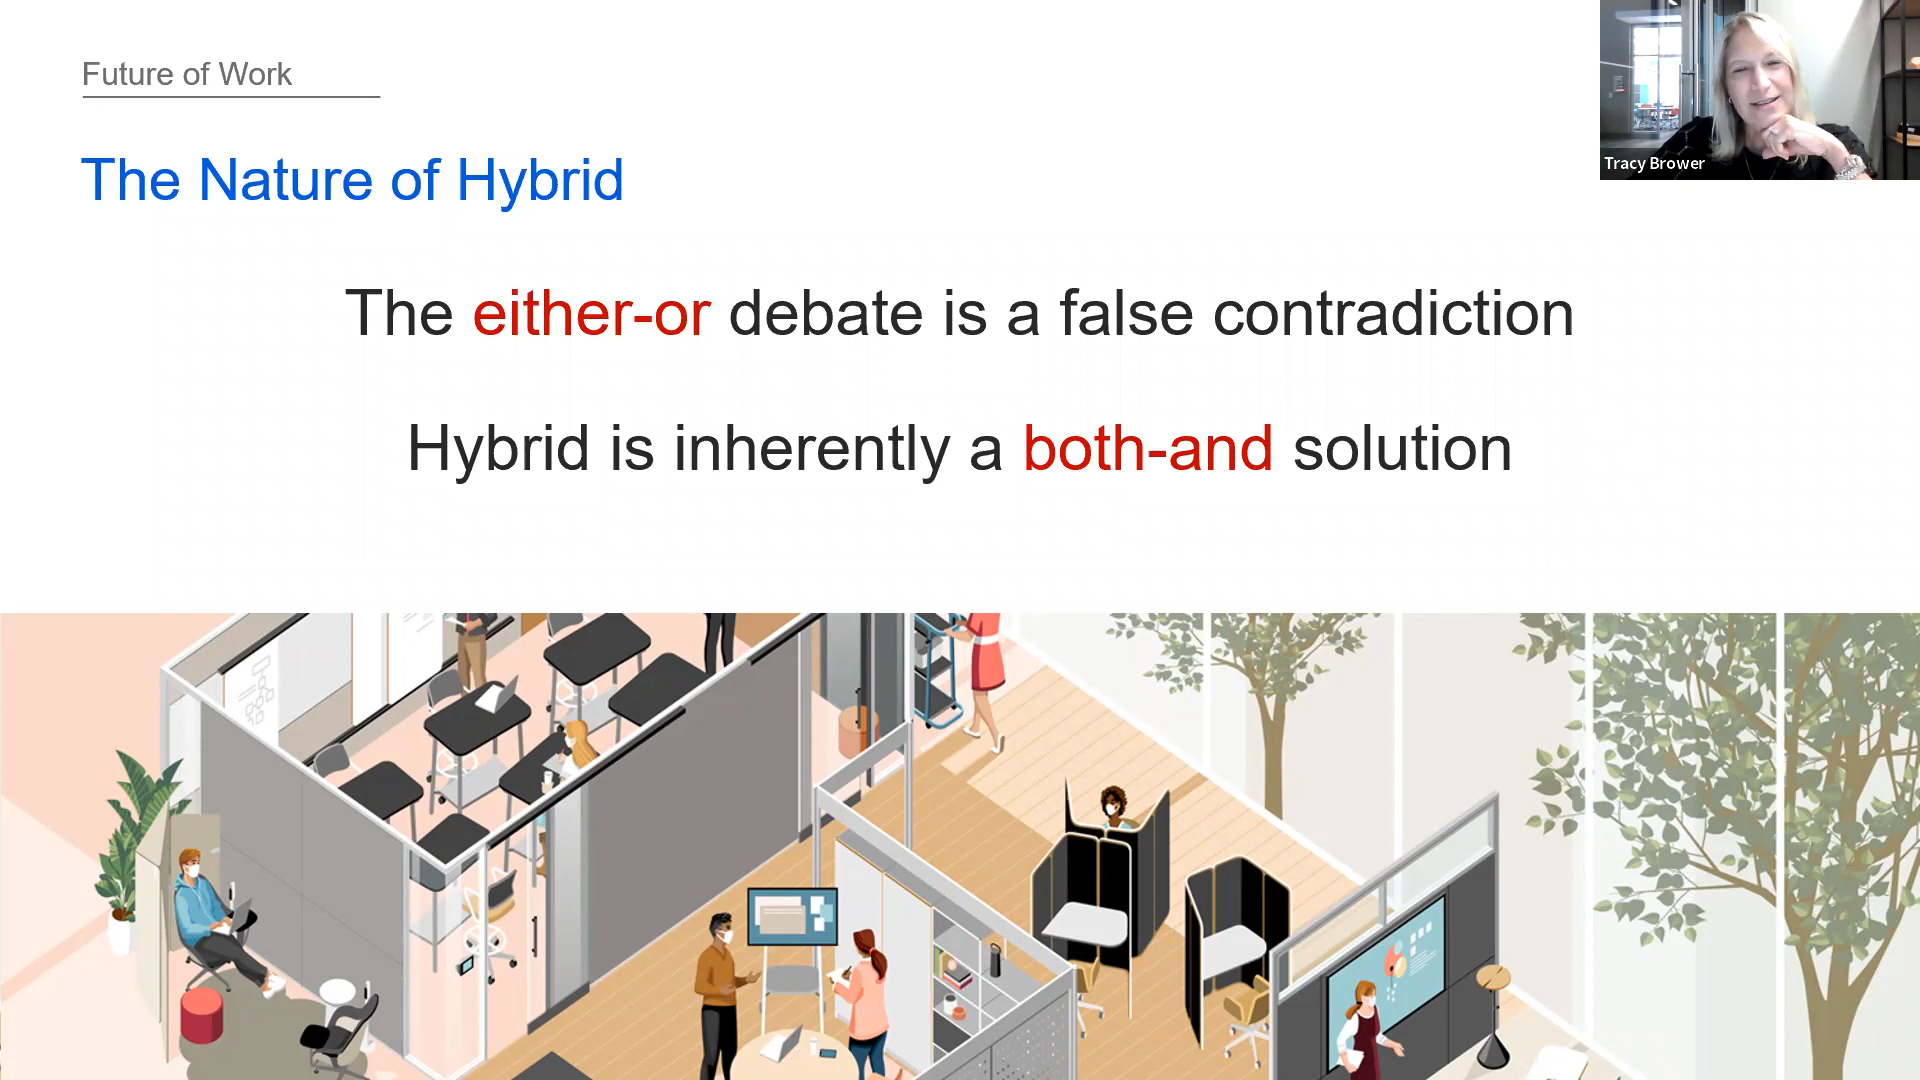 Future of Work
The Nature of Hybrid
The either-or debate is a false contradiction
Hybrid is inherently a both-and solution
Tracy Brower